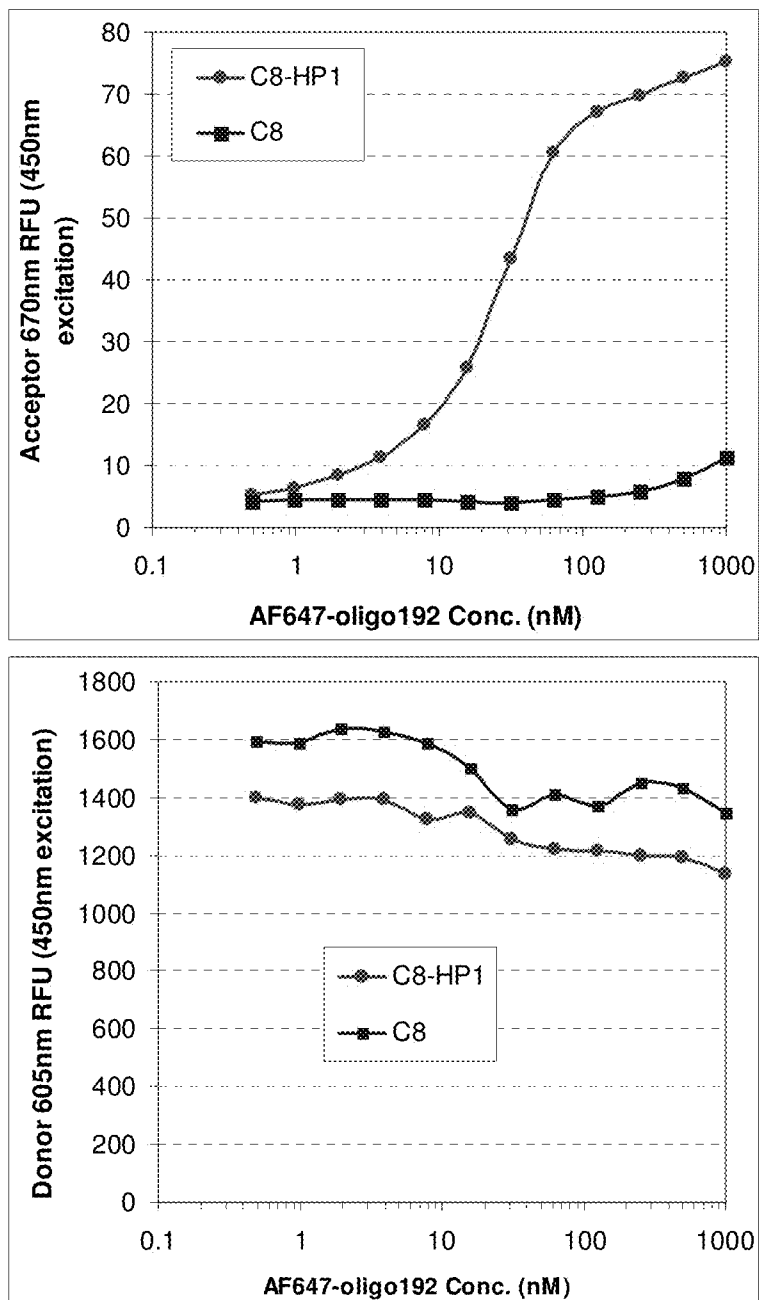 80
70
60
50
40
30
20
10
0
Acceptor 670nm RFU (450nm
excitation)
C8-HP1
C8
0.1 1 10 100 1000
AF647-oligo192 Conc. (nM)
1800
1600
1400
1200
1000
800
600
400
200
0
Donor 605nm RFU (450nm excitation)
C8-HP1
C8
0.1 1 10 100 1000
AF647-oligo192 Conc. (nM)